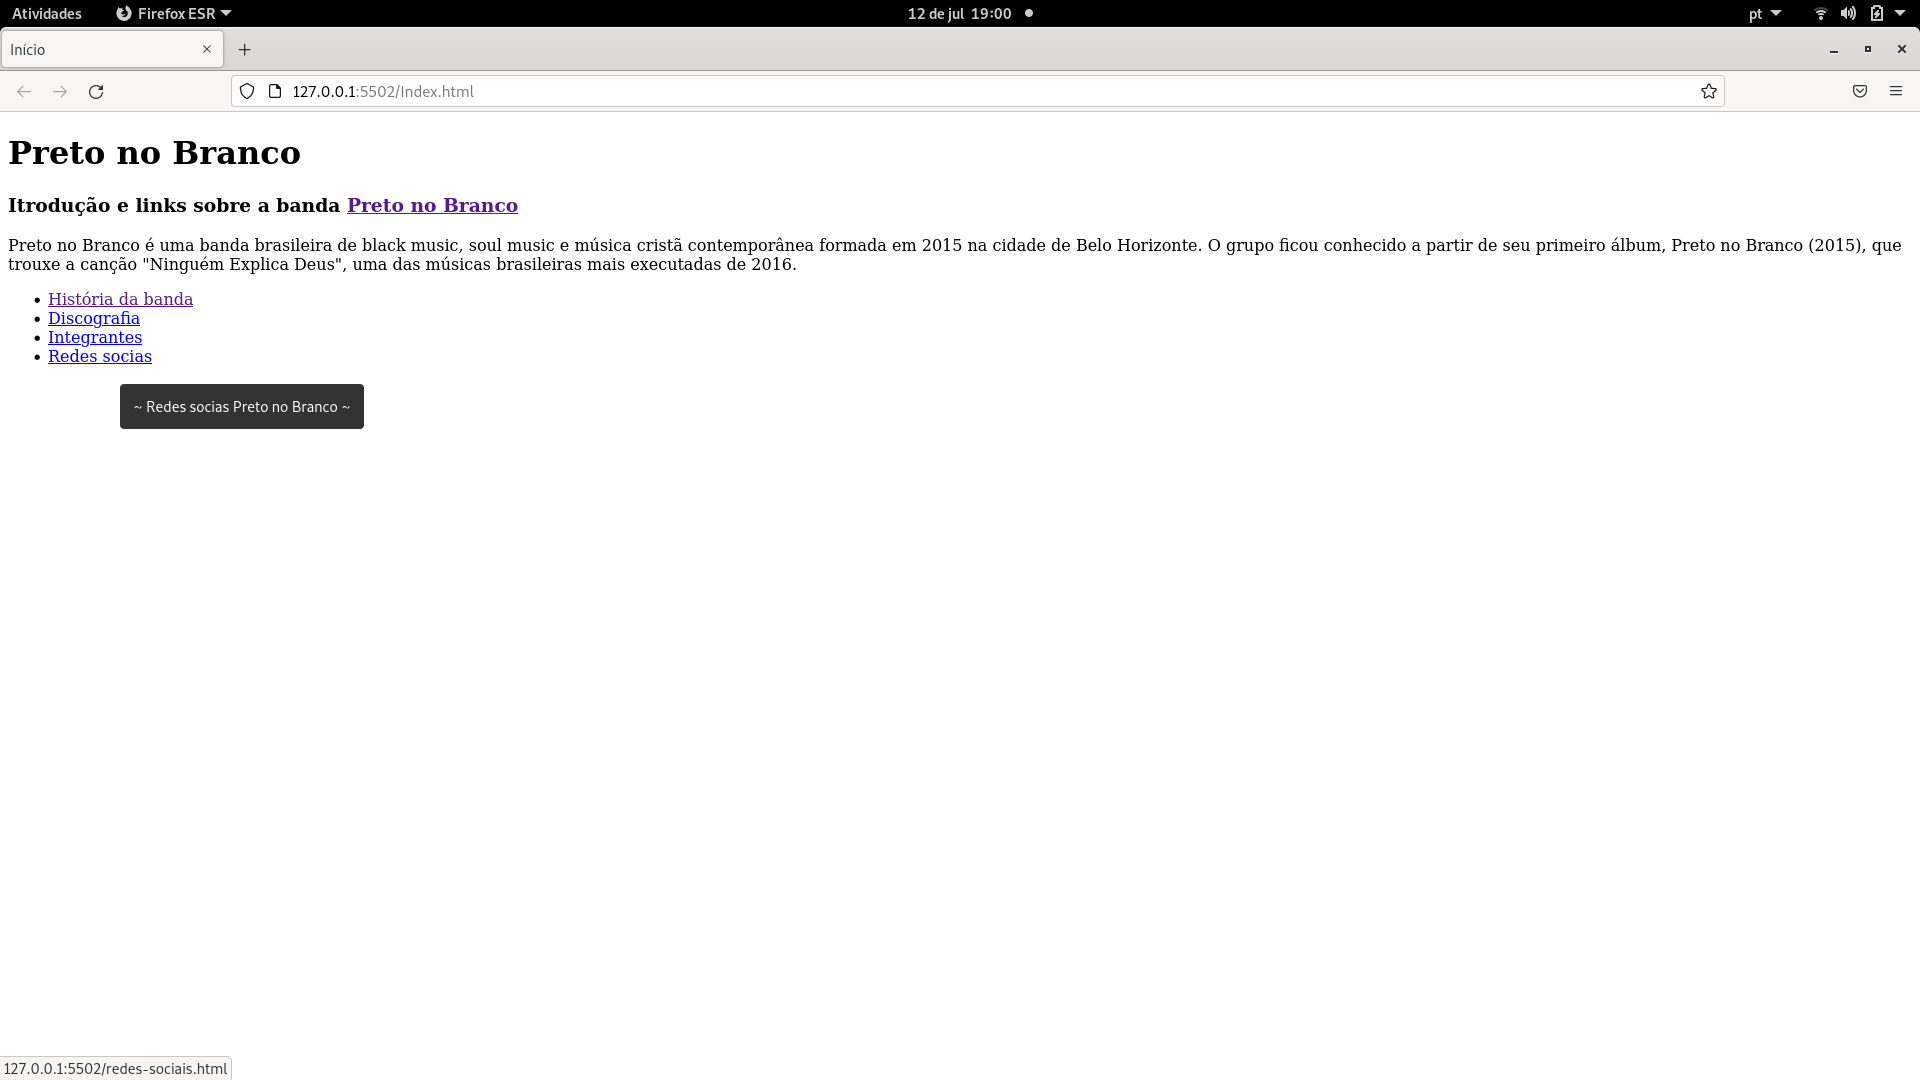 Atividades Firefox ESR 12 de jul 19:00 pt
Início
127.0.0.1:5502/Index.html
Preto no Branco
Itrodução e links sobre a banda Preto no Branco
Preto no Branco é uma banda brasileira de black music, soul music e música cristã contemporânea formada em 2015 na cidade de Belo Horizonte. O grupo ficou conhecido a partir de seu primeiro álbum, Preto no Branco (2015), que
trouxe a canção "Ninguém Explica Deus", uma das músicas brasileiras mais executadas de 2016.
• História da banda
• Discografia
• Integrantes
• Redes socias
~ Redes socias Preto no Branco ~
127.0.0.1:5502/redes-sociais.html